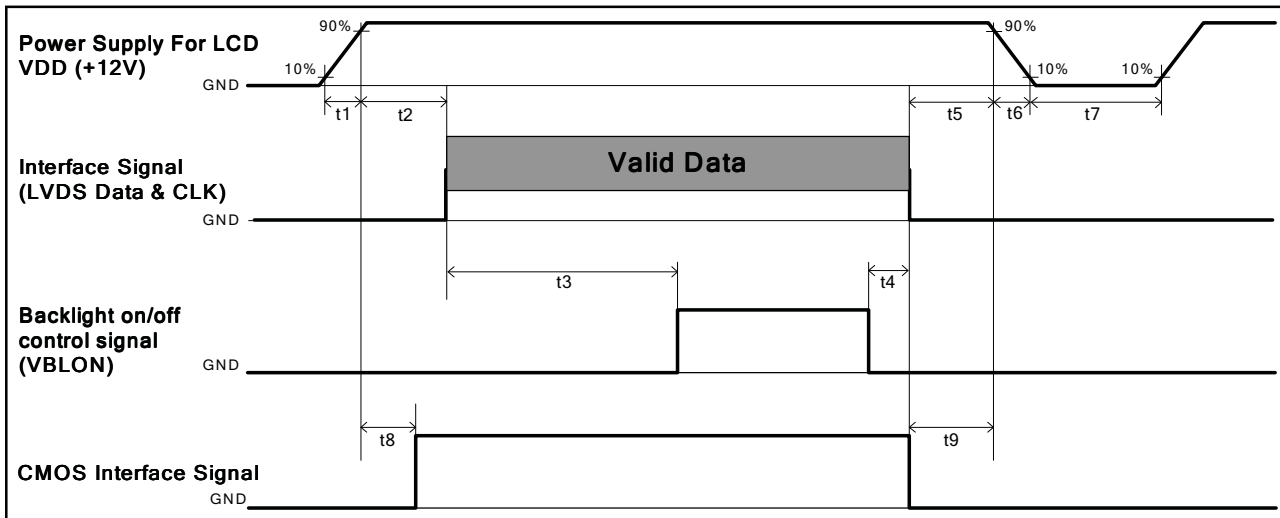 90%
90%
Power Supply For LCD
VDD (+12V)
10%
10%
10%
GND
t1
t2
t5
t6
t7
Valid Data
Interface Signal
(LVDS Data & CLK)
GND
t3
t4
Backlight on/off
control signal
(VBLON)
GND
t8
t9
CMOS Interface Signal
GND